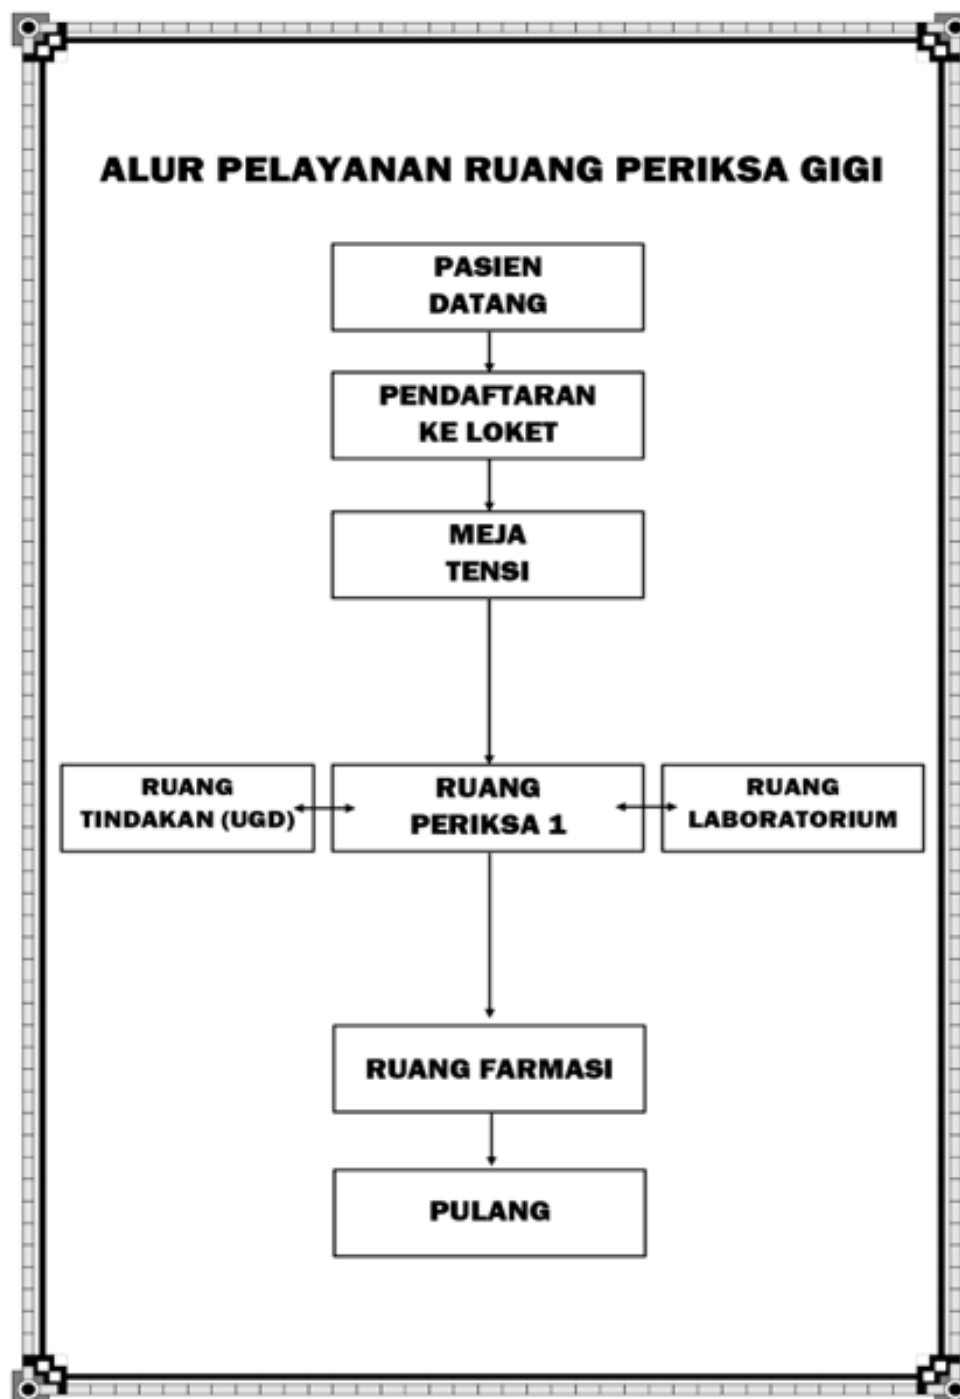 ALUR PELAYANAN RUANG PERIKSA GIGI
PASIEN
DATANG
PENDAFTARAN
KE LOKET
MEJA
TENSI
RUANG
TINDAKAN (UGD)
RUANG
PERIKSA 1
RUANG
LABORATORIUM
RUANG FARMASI
PULANG